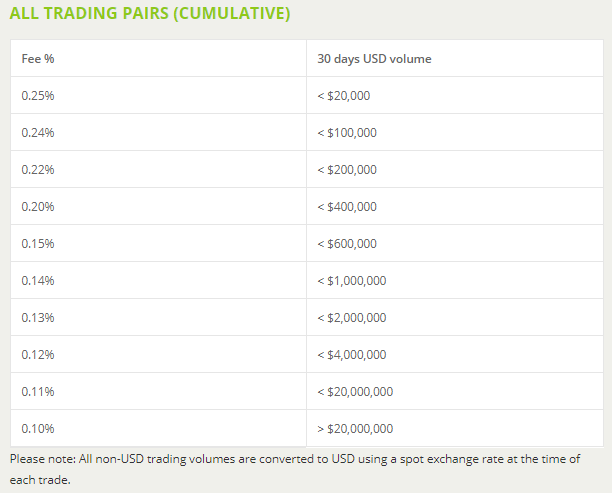 ALL TRADING PAIRS (CUMULATIVE)
Fee % 30 days USD volume
0.25% < $20,000
0.24% < $100,000
0.22% < $200,000
0.20% < $400,000
0.15% < $600,000
0.14% < $1,000,000
0.13% < $2,000,000
0.12% < $4,000,000
0.11% < $20,000,000
0.10% > $20,000,000
Please note: All non-USD trading volumes are converted to USD using a spot exchange rate at the time of
each trade.